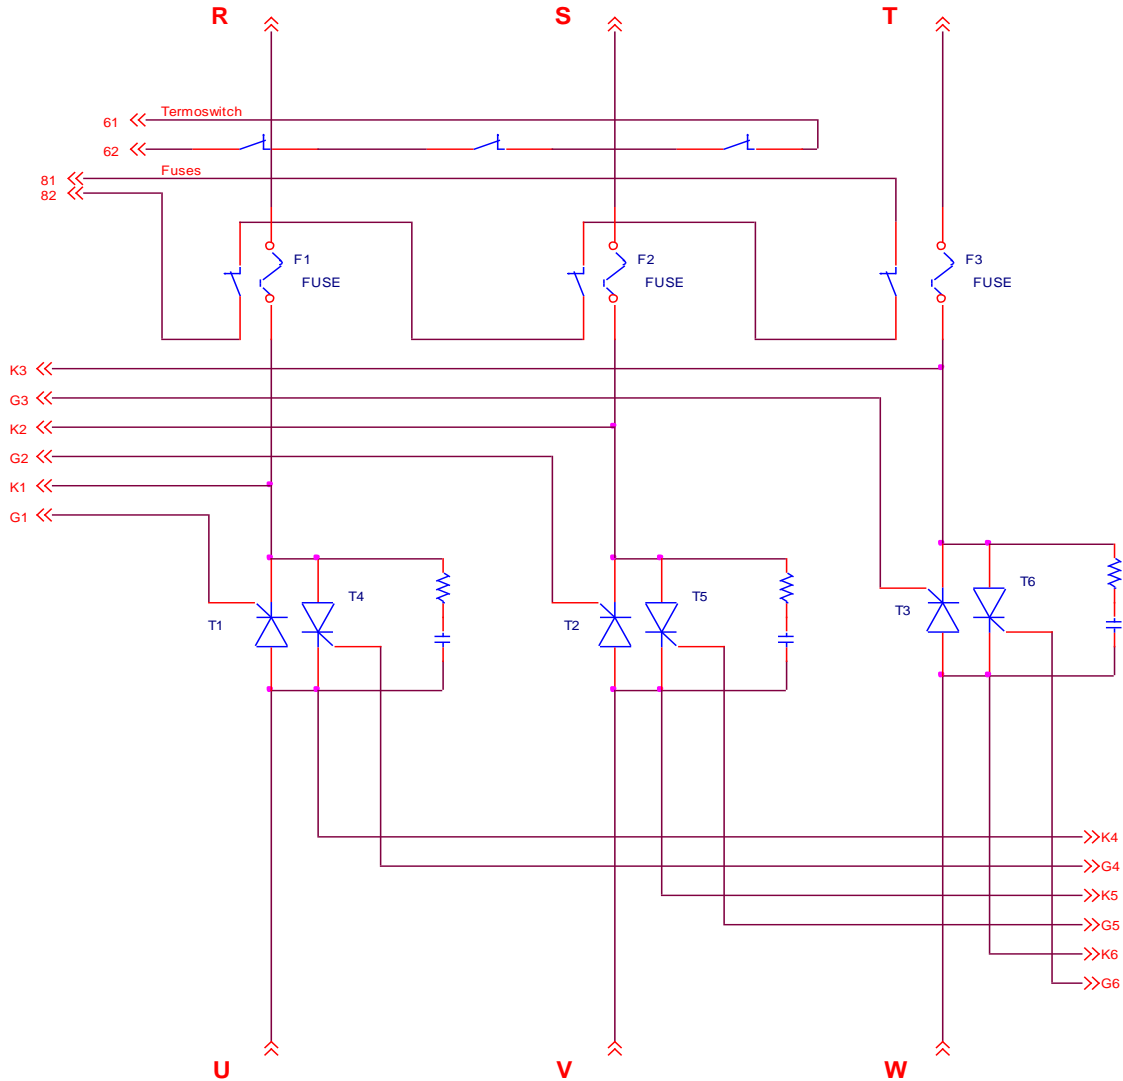 R S T
61 Termoswitch
62
81 Fuses
82
F1 F2 F3
FUSE FUSE FUSE
K3
G3
K2
G2
K1
G1
T4 T5 T6
T1 T2 T3
K4
G4
K5
G5
K6
G6
U V W